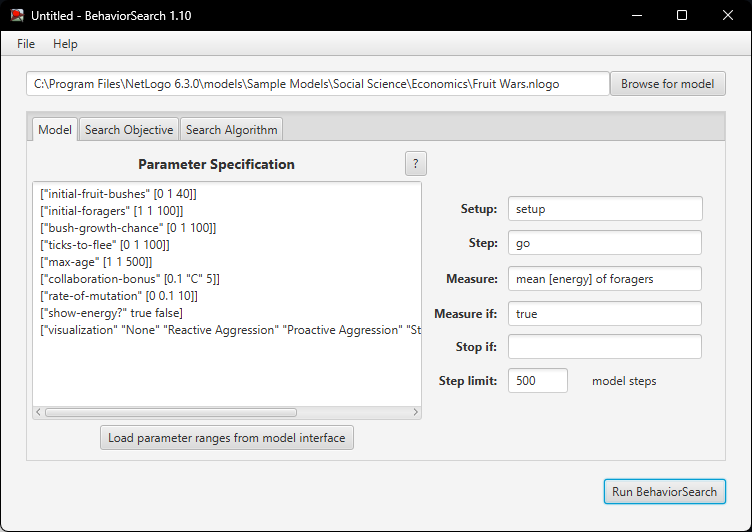 Untitled - BehaviorSearch 1.10
File Help
C:\Program Files\NetLogo 6.3.0\models\Sample Models\Social Science\Economics\Fruit Wars.nlogo
Browse for model
Model Search Objective Search Algorithm
Parameter Specification
?
["initial-fruit-bushes" [0 1 40]]
["initial-foragers" [1 1 100]]
["bush-growth-chance" [0 1 100]]
["ticks-to-flee" [0 1 100]]
["max-age" [1 1 500]]
["collaboration-bonus" [0.1 "C" 5]]
["rate-of-mutation" [0 0.1 10]]
["show-energy?" true false]
["visualization" "None" "Reactive Aggression" "Proactive Aggression" "St
Load parameter ranges from model interface
Setup: setup
Step: go
Measure: mean [energy] of foragers
Measure if: true
Stop if:
Step limit: 500 model steps
Run BehaviorSearch